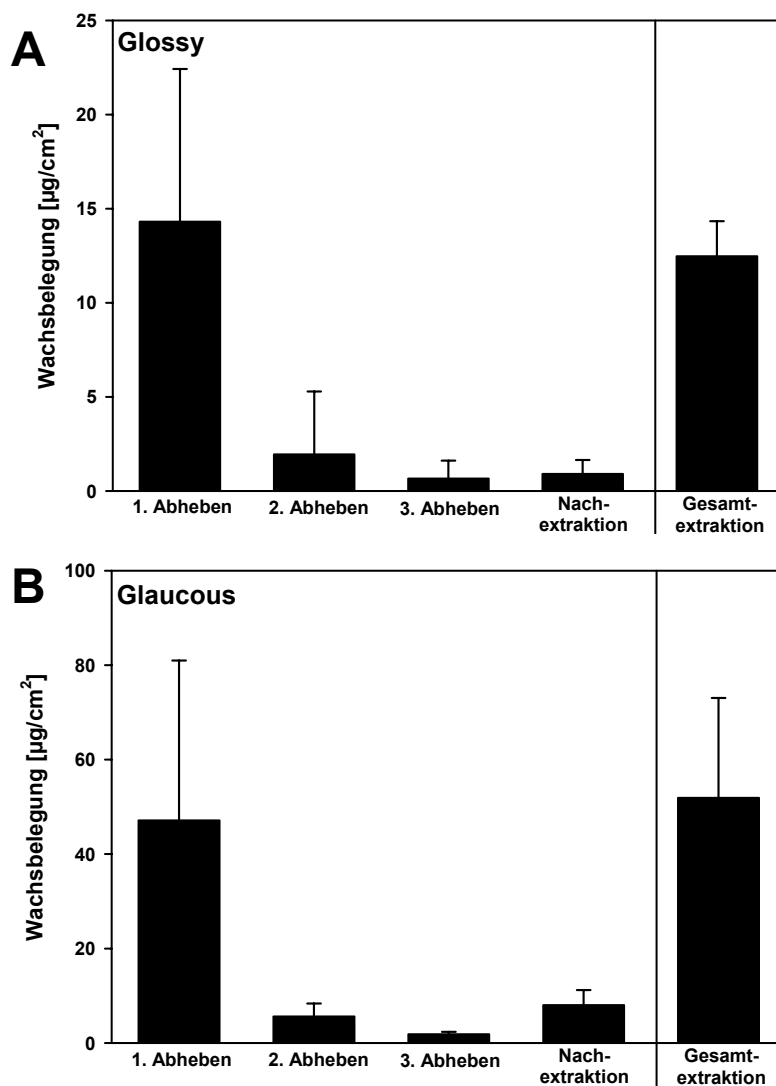 A
Glossy
Wachsbelegung [µg/cm²]
25
20
15
10
5
0
1. Abheben
2. Abheben
3. Abheben
Nach-
extraktion
Gesamt-
extraktion
B
Glaucous
Wachsbelegung [µg/cm²]
100
80
60
40
20
0
1. Abheben
2. Abheben
3. Abheben
Nach-
extraktion
Gesamt-
extraktion